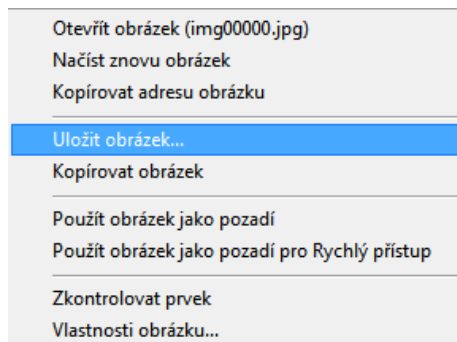 Otevřít obrázek (img00000.jpg)
Načíst znovu obrázek
Kopírovat adresu obrázku
Uložit obrázek...
Kopírovat obrázek
Použít obrázek jako pozadí
Použít obrázek jako pozadí pro Rychlý přístup
Zkontrolovat prvek
Vlastnosti obrázku...